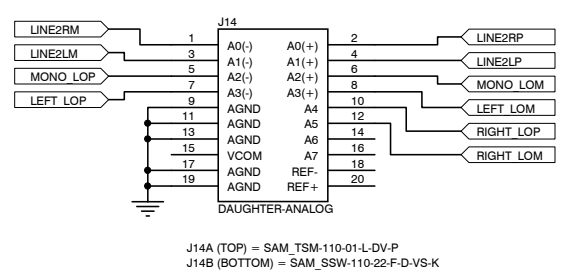 J14
LINE2RM 1 A0(-) A0(+) 2 LINE2RP
LINE2LM 3 A1(-) A1(+) 4 LINE2LP
MONO_LOP 5 A2(-) A2(+) 6 MONO_LOM
LEFT_LOP 7 A3(-) A3(+) 8 LEFT_LOM
9 AGND A4 10 RIGHT_LOP
11 AGND A5 12 RIGHT_LOM
13 AGND A6 14
15 VCOM A7 16
17 AGND REF- 18
19 AGND REF+ 20
DAUGHTER-ANALOG
J14A (TOP) = SAM_TSM-110-01-L-DV-P
J14B (BOTTOM) = SAM_SSW-110-22-F-D-VS-K